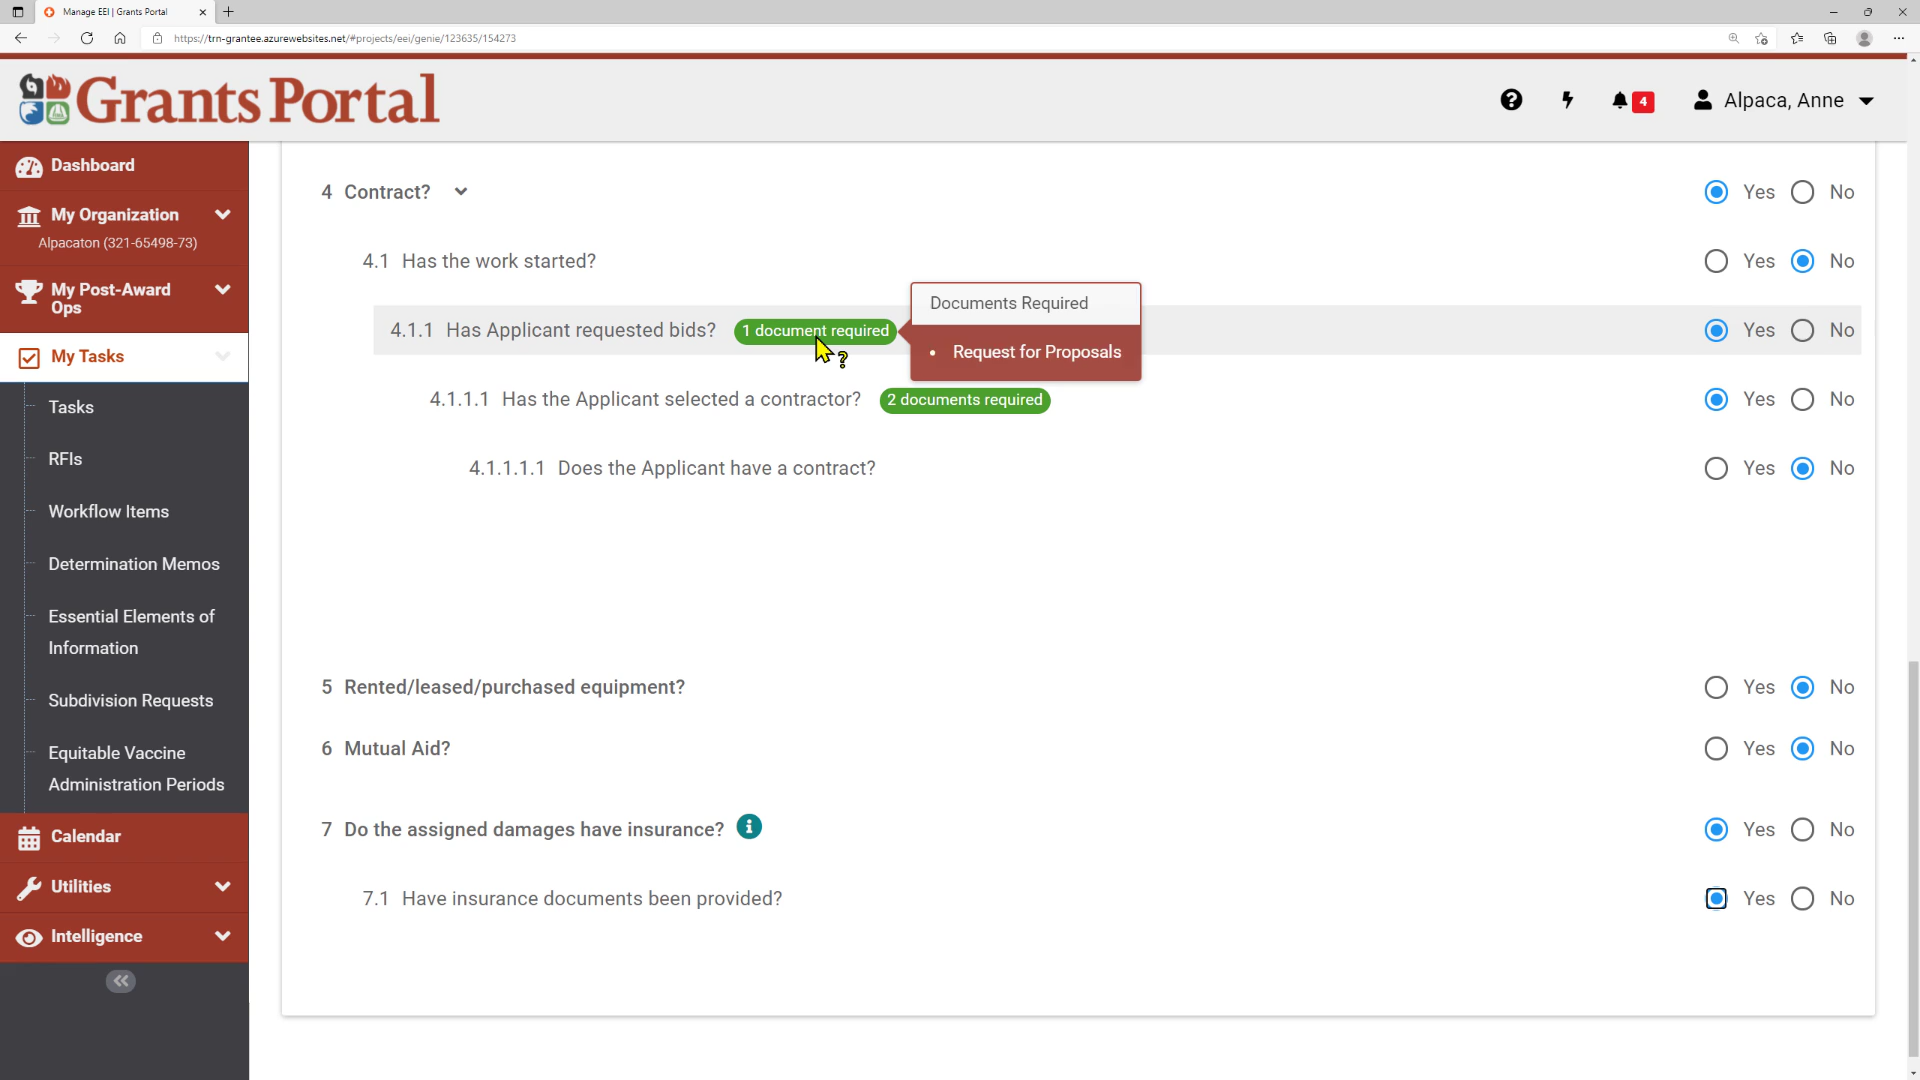 Manage EEI | Grants Portal
https://trn-grantee.azurewebsites.net/#projects/eei/genie/123635/154273
Grants Portal
4
Alpaca, Anne
Dashboard
My Organization
Alpacaton (321-65498-73)
My Post-Award
Ops
My Tasks
Tasks
RFIs
Workflow Items
Determination Memos
Essential Elements of
Information
Subdivision Requests
Equitable Vaccine
Administration Periods
Calendar
Utilities
Intelligence
4 Contract? Yes No
4.1 Has the work started? Yes No
Documents Required
4.1.1 Has Applicant requested bids? 1 document required Yes No
Request for Proposals
4.1.1.1 Has the Applicant selected a contractor? 2 documents required Yes No
4.1.1.1.1 Does the Applicant have a contract? Yes No
5 Rented/leased/purchased equipment? Yes No
6 Mutual Aid? Yes No
7 Do the assigned damages have insurance? Yes No
7.1 Have insurance documents been provided? Yes No